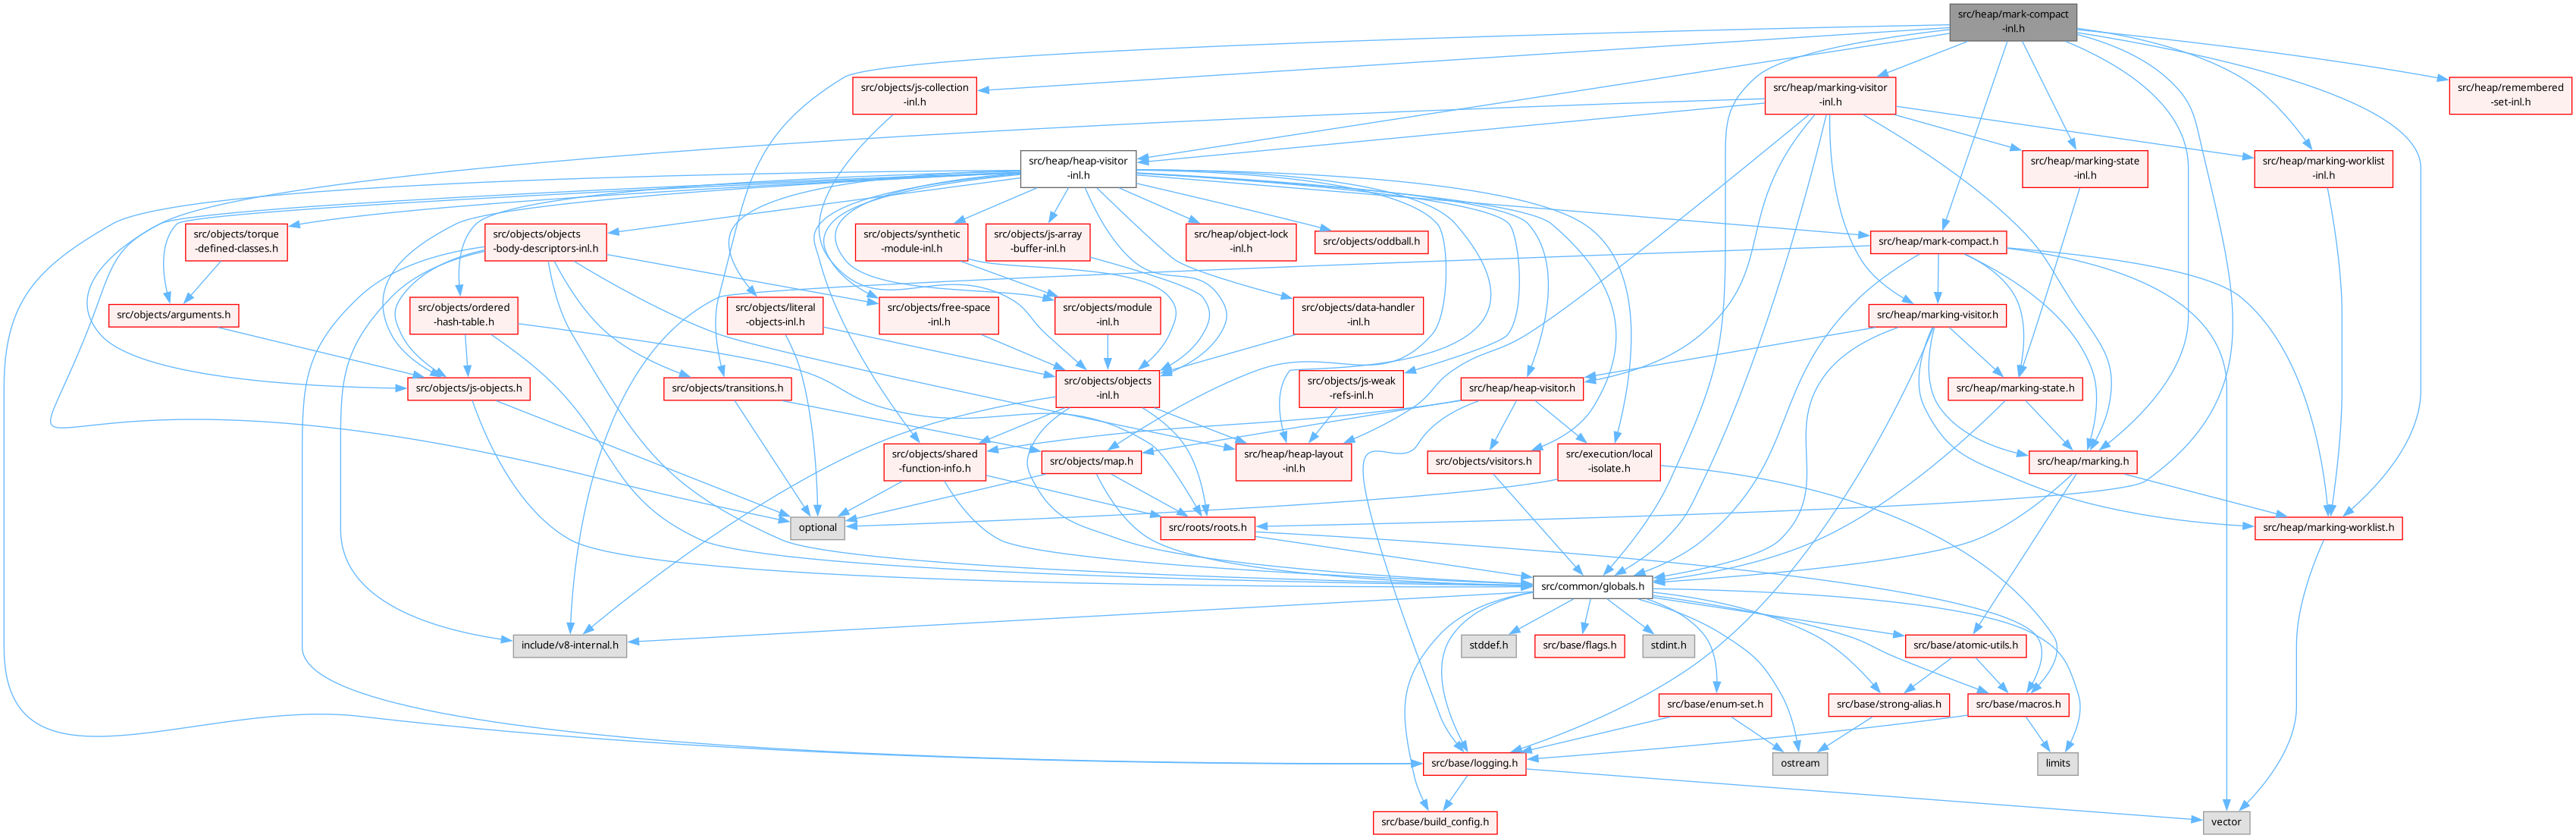 src/heap/mark-compact
-inl.h
src/objects/js-collection
-inl.h
src/heap/marking-visitor
-inl.h
src/heap/remembered
-set-inl.h
src/heap/heap-visitor
-inl.h
src/heap/marking-state
-inl.h
src/heap/marking-worklist
-inl.h
src/objects/torque
-defined-classes.h
src/objects/objects
-body-descriptors-inl.h
src/objects/synthetic
-module-inl.h
src/objects/js-array
-buffer-inl.h
src/heap/object-lock
-inl.h
src/objects/oddball.h
src/heap/mark-compact.h
src/objects/arguments.h
src/objects/ordered
-hash-table.h
src/objects/literal
-objects-inl.h
src/objects/free-space
-inl.h
src/objects/module
-inl.h
src/objects/data-handler
-inl.h
src/heap/marking-visitor.h
src/objects/js-objects.h
src/objects/transitions.h
src/objects/objects
-inl.h
src/objects/js-weak
-refs-inl.h
src/heap/heap-visitor.h
src/heap/marking-state.h
src/objects/shared
-function-info.h
src/objects/map.h
src/heap/heap-layout
-inl.h
src/objects/visitors.h
src/execution/local
-isolate.h
src/heap/marking.h
optional
src/roots/roots.h
src/heap/marking-worklist.h
src/common/globals.h
include/v8-internal.h
stddef.h
src/base/flags.h
stdint.h
src/base/atomic-utils.h
src/base/enum-set.h
src/base/strong-alias.h
src/base/macros.h
src/base/logging.h
ostream
limits
src/base/build_config.h
vector